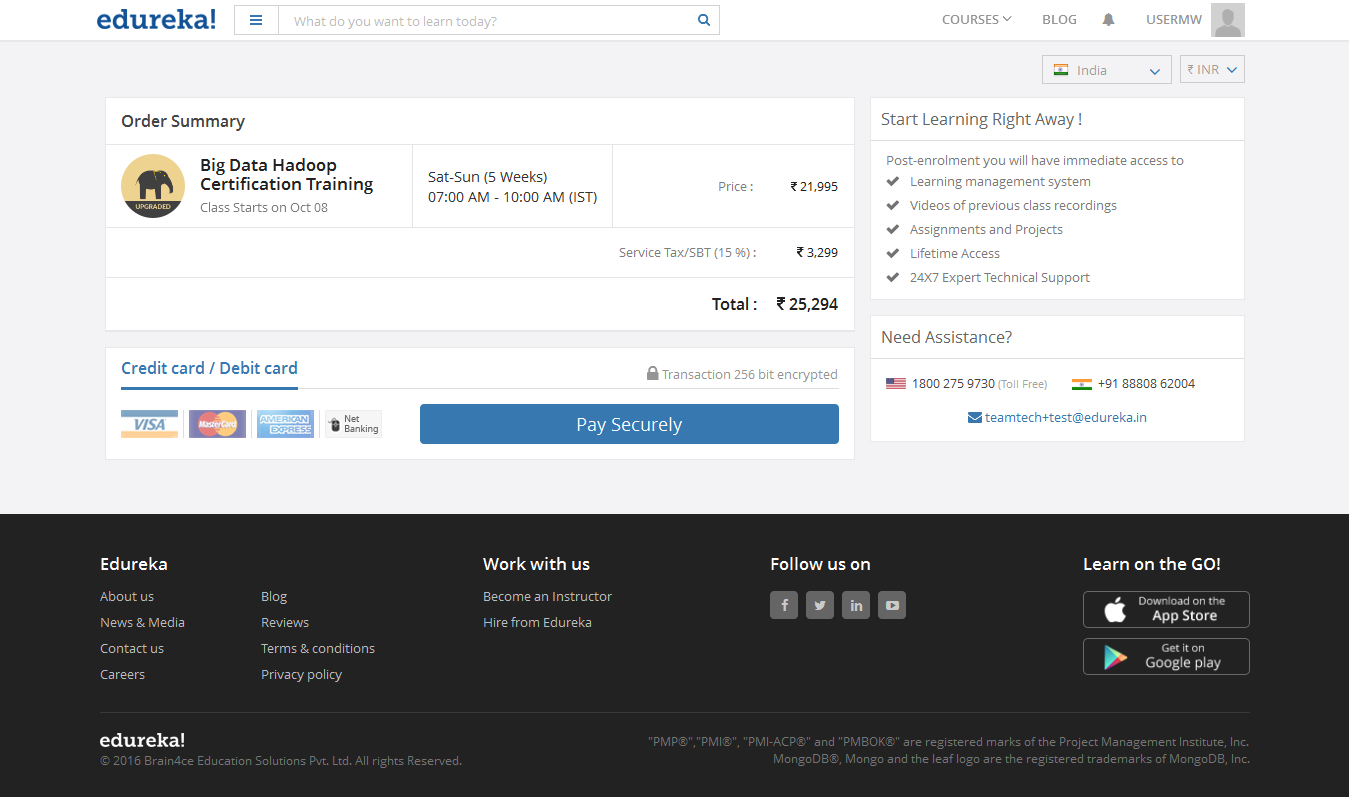 edureka!
What do you want to learn today?
COURSES
BLOG
USERMW
India
₹ INR
Order Summary
UPGRADED
Big Data Hadoop
Certification Training
Class Starts on Oct 08
Sat-Sun (5 Weeks)
07:00 AM - 10:00 AM (IST)
Price : ₹ 21,995
Service Tax/SBT (15 %) : ₹ 3,299
Total : ₹ 25,294
Credit card / Debit card
Transaction 256 bit encrypted
VISA
MasterCard
AMERICAN
EXPRESS
Net
Banking
Pay Securely
Start Learning Right Away !
Post-enrolment you will have immediate access to
Learning management system
Videos of previous class recordings
Assignments and Projects
Lifetime Access
24X7 Expert Technical Support
Need Assistance?
1800 275 9730 (Toll Free)
+91 88808 62004
teamtech+test@edureka.in
Edureka
About us
News & Media
Contact us
Careers
Blog
Reviews
Terms & conditions
Privacy policy
Work with us
Become an Instructor
Hire from Edureka
Follow us on
Learn on the GO!
Download on the
App Store
Get it on
Google play
edureka!
© 2016 Brain4ce Education Solutions Pvt. Ltd. All rights Reserved.
"PMP®","PMI®", "PMI-ACP®" and "PMBOK®" are registered marks of the Project Management Institute, Inc.
MongoDB®, Mongo and the leaf logo are the registered trademarks of MongoDB, Inc.